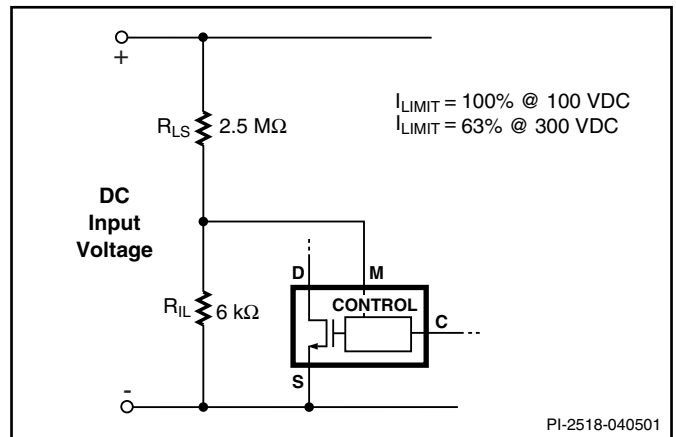 +
R_LS 2.5 MΩ
I_LIMIT = 100% @ 100 VDC
I_LIMIT = 63% @ 300 VDC
DC
Input
Voltage
D M
R_IL 6 kΩ
CONTROL
C
S
-
PI-2518-040501